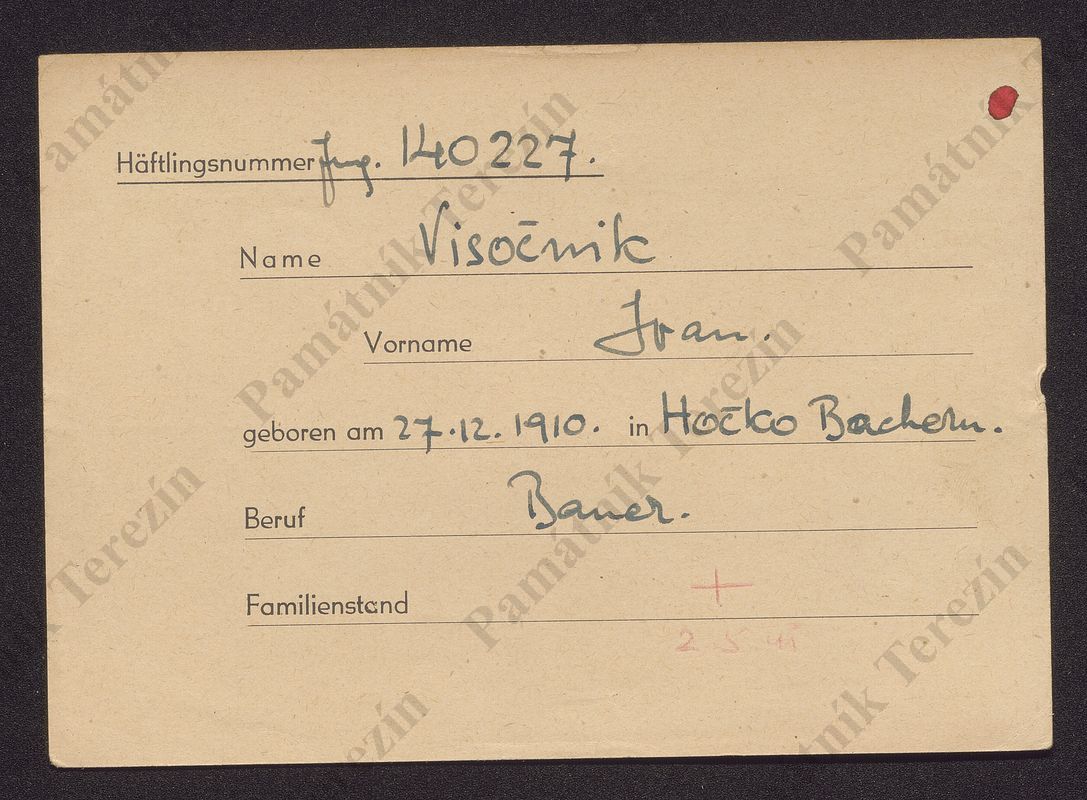 Häftlingsnummer Jug. 140227.
Name Visočnik
Vorname Ivan.
geboren am 27.12.1910. in Hočko Bachern.
Beruf Bauer.
Familienstand +
2.5.45
Památník Terezín